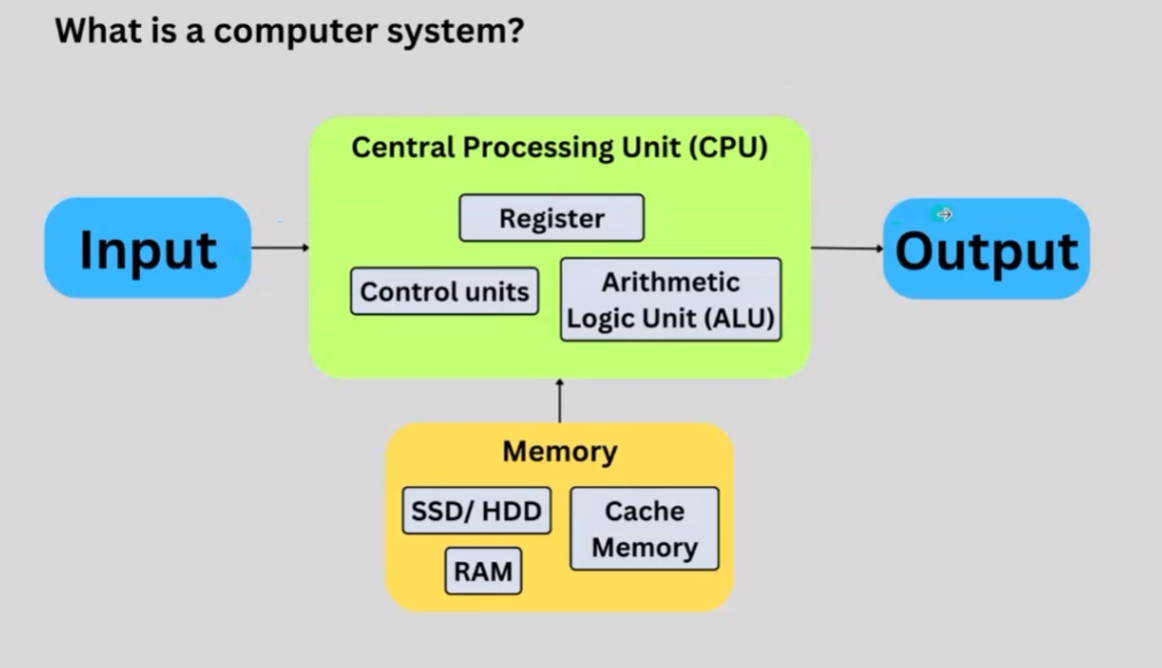 What is a computer system?
Central Processing Unit (CPU)
Register
Input
Control units
Arithmetic
Logic Unit (ALU)
Output
Memory
SSD/ HDD
Cache
Memory
RAM